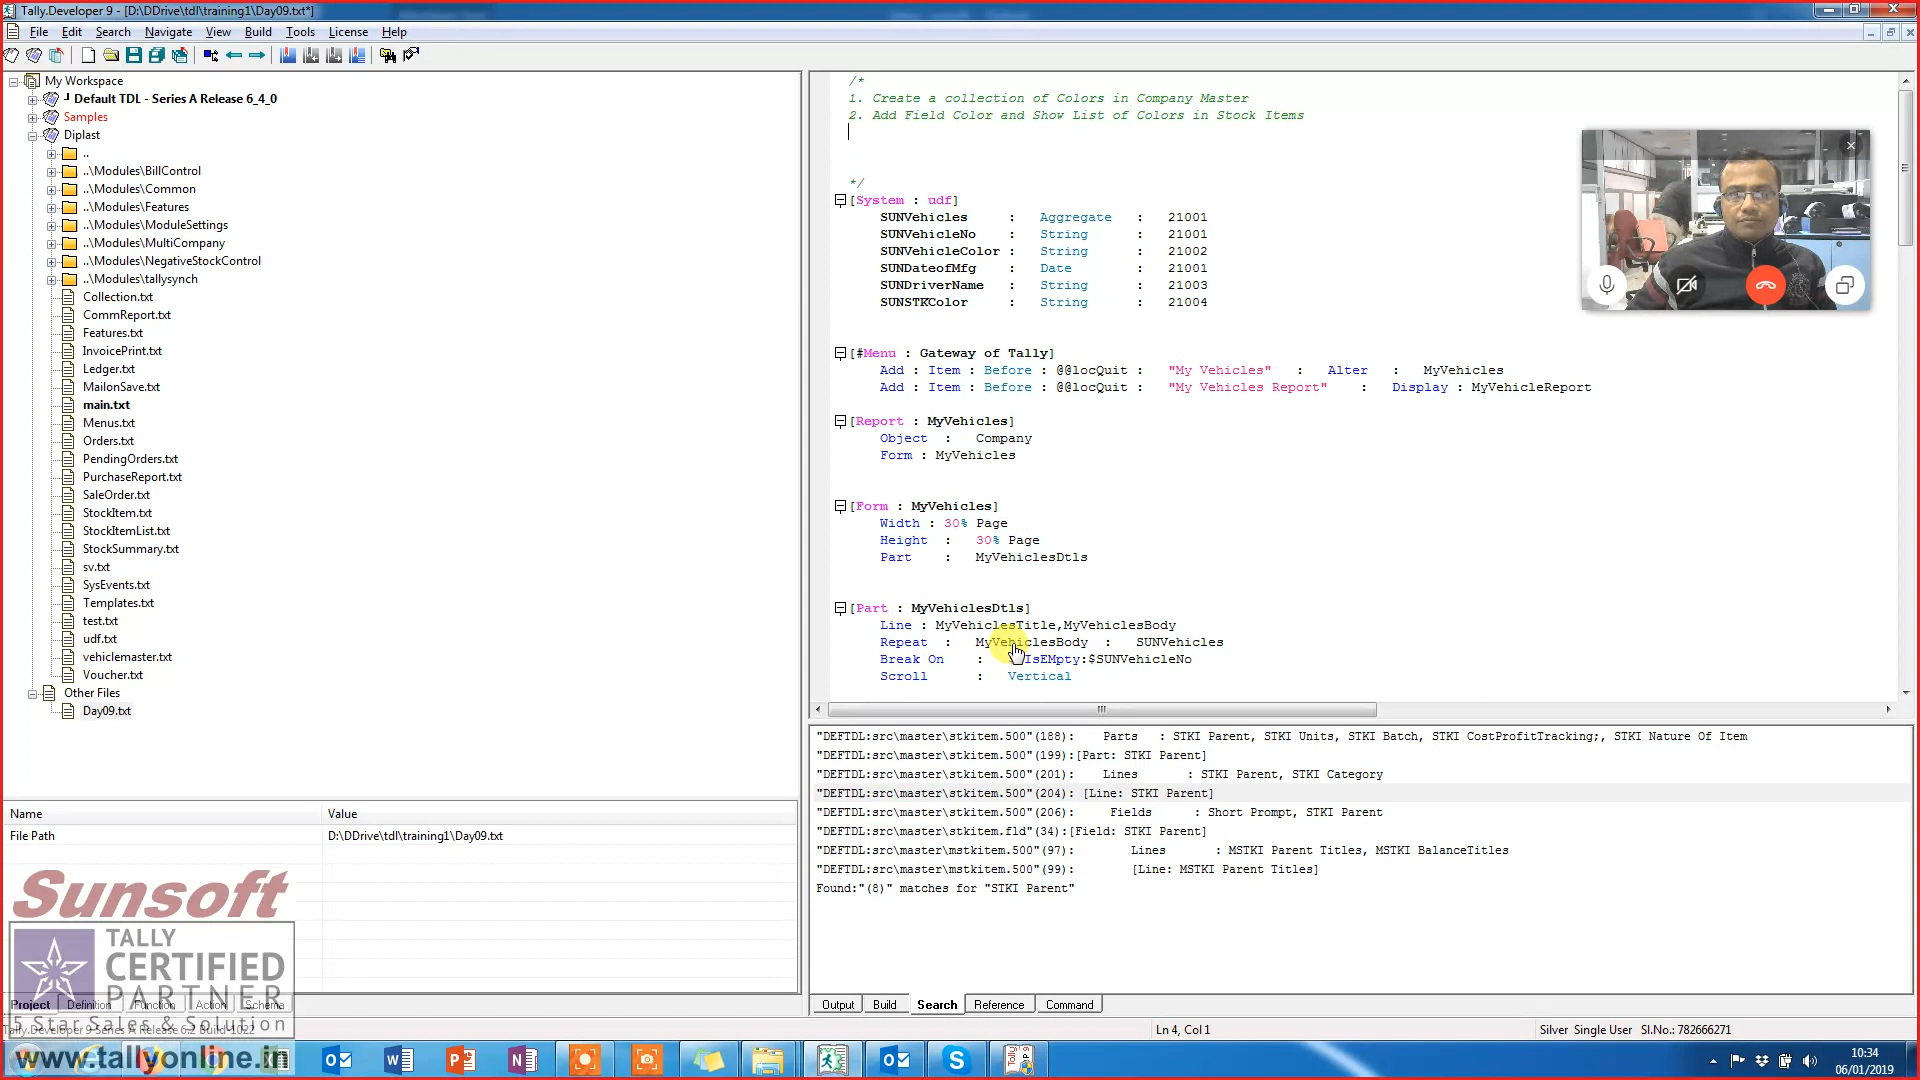 Tally.Developer 9 - [D:\DDrive\tdl\training1\Day09.txt*]
File Edit Search Navigate View Build Tools License Help
My Workspace
Default TDL - Series A Release 6_4_0
Samples
Diplast
..
..\Modules\BillControl
..\Modules\Common
..\Modules\Features
..\Modules\ModuleSettings
..\Modules\MultiCompany
..\Modules\NegativeStockControl
..\Modules\tallysynch
Collection.txt
CommReport.txt
Features.txt
InvoicePrint.txt
Ledger.txt
MailonSave.txt
main.txt
Menus.txt
Orders.txt
PendingOrders.txt
PurchaseReport.txt
SaleOrder.txt
StockItem.txt
StockItemList.txt
StockSummary.txt
sv.txt
SysEvents.txt
Templates.txt
test.txt
udf.txt
vehiclemaster.txt
Voucher.txt
Other Files
Day09.txt
Name Value
File Path D:\DDrive\tdl\training1\Day09.txt
Sunsoft
TALLY
CERTIFIED
PARTNER
5 Star Sales & Solution
Project Definition Function Action Schema
Tally.Developer 9 Series A Release 6.2 Build-1022
www.tallyonline.in
/*
1. Create a collection of Colors in Company Master
2. Add Field Color and Show List of Colors in Stock Items
*/
[System : udf]
SUNVehicles : Aggregate : 21001
SUNVehicleNo : String : 21001
SUNVehicleColor : String : 21002
SUNDateofMfg : Date : 21001
SUNDriverName : String : 21003
SUNSTKColor : String : 21004
[#Menu : Gateway of Tally]
Add : Item : Before : @@locQuit : "My Vehicles" : Alter : MyVehicles
Add : Item : Before : @@locQuit : "My Vehicles Report" : Display : MyVehicleReport
[Report : MyVehicles]
Object : Company
Form : MyVehicles
[Form : MyVehicles]
Width : 30% Page
Height : 30% Page
Part : MyVehiclesDtls
[Part : MyVehiclesDtls]
Line : MyVehiclesTitle,MyVehiclesBody
Repeat : MyVehiclesBody : SUNVehicles
Break On : IsEMpty:$SUNVehicleNo
Scroll : Vertical
"DEFTDL:src\master\stkitem.500"(188): Parts : STKI Parent, STKI Units, STKI Batch, STKI CostProfitTracking;, STKI Nature Of Item
"DEFTDL:src\master\stkitem.500"(199):[Part: STKI Parent]
"DEFTDL:src\master\stkitem.500"(201): Lines : STKI Parent, STKI Category
"DEFTDL:src\master\stkitem.500"(204): [Line: STKI Parent]
"DEFTDL:src\master\stkitem.500"(206): Fields : Short Prompt, STKI Parent
"DEFTDL:src\master\stkitem.fld"(34):[Field: STKI Parent]
"DEFTDL:src\master\mstkitem.500"(97): Lines : MSTKI Parent Titles, MSTKI BalanceTitles
"DEFTDL:src\master\mstkitem.500"(99): [Line: MSTKI Parent Titles]
Found:"(8)" matches for "STKI Parent"
Output Build Search Reference Command
Ln 4, Col 1 Silver Single User Sl.No.: 782666271
10:34
06/01/2019